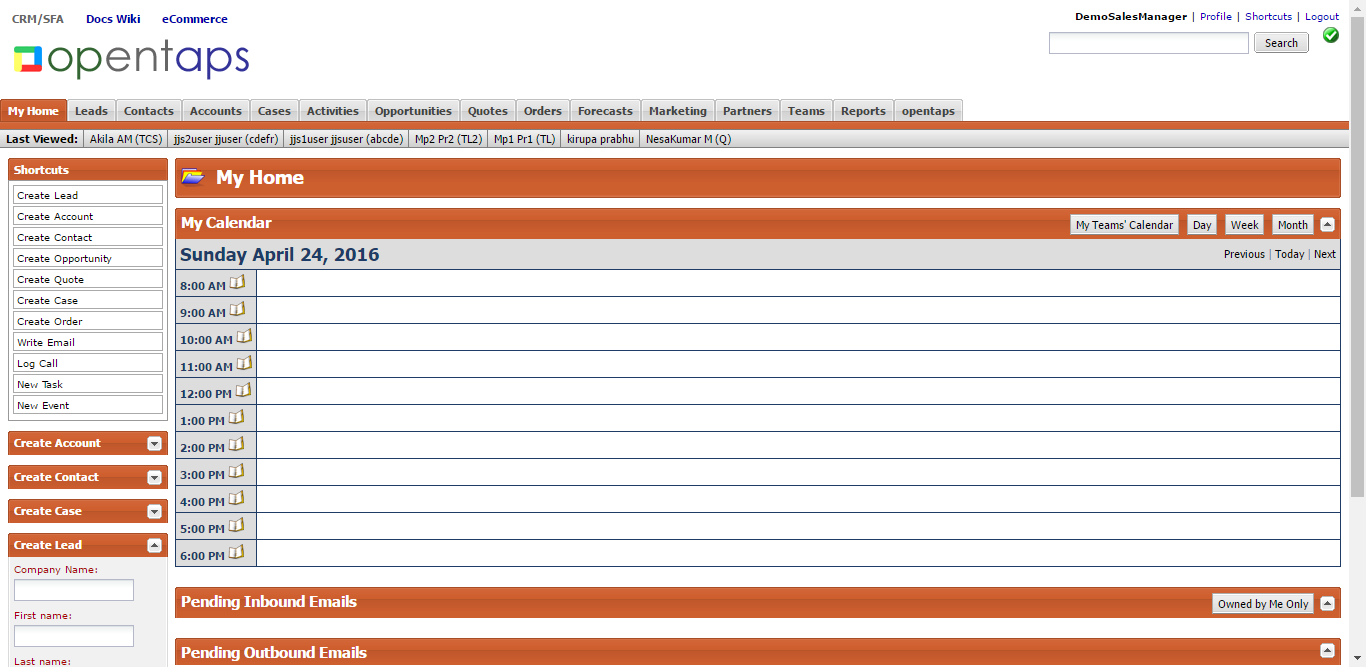 CRM/SFA Docs Wiki eCommerce
DemoSalesManager | Profile | Shortcuts | Logout
opentaps
Search
My Home Leads Contacts Accounts Cases Activities Opportunities Quotes Orders Forecasts Marketing Partners Teams Reports opentaps
Last Viewed: Akila AM (TCS) jjs2user jjuser (cdefr) jjs1user jjsuser (abcde) Mp2 Pr2 (TL2) Mp1 Pr1 (TL) kirupa prabhu NesaKumar M (Q)
Shortcuts
Create Lead
Create Account
Create Contact
Create Opportunity
Create Quote
Create Case
Create Order
Write Email
Log Call
New Task
New Event
Create Account
Create Contact
Create Case
Create Lead
Company Name:
First name:
Last name:
My Home
My Calendar My Teams' Calendar Day Week Month
Sunday April 24, 2016 Previous | Today | Next
8:00 AM
9:00 AM
10:00 AM
11:00 AM
12:00 PM
1:00 PM
2:00 PM
3:00 PM
4:00 PM
5:00 PM
6:00 PM
Pending Inbound Emails Owned by Me Only
Pending Outbound Emails